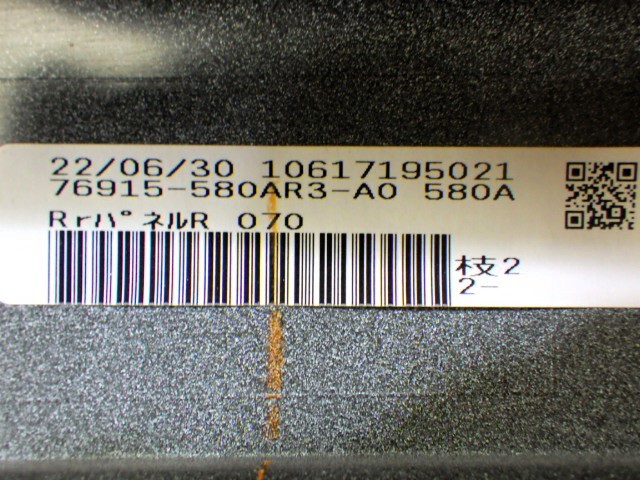 22/06/30 10617195021
76915-580AR3-A0 580A
RrﾊﾟﾈﾙR 070
枝2
2-